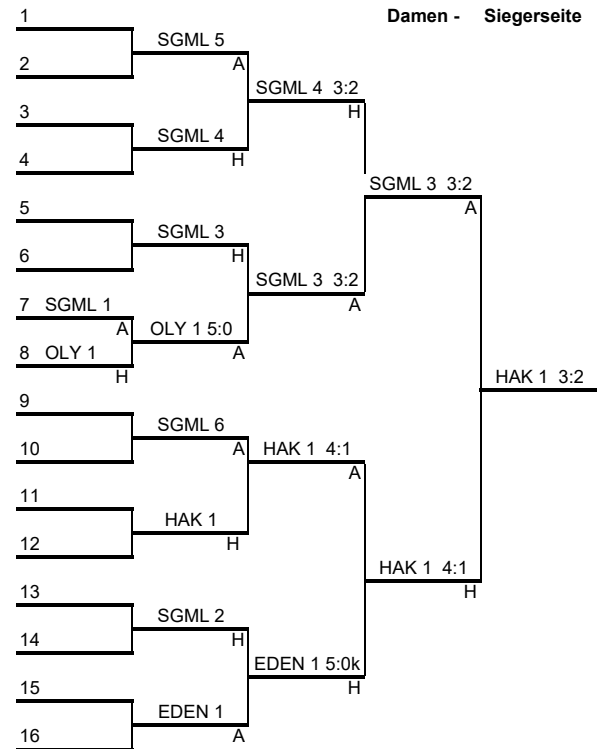 1
Damen - Siegerseite
SGML 5
2
A
SGML 4 3:2
3
H
SGML 4
4
H
SGML 3 3:2
5
A
SGML 3
6
H
SGML 3 3:2
7 SGML 1
A
OLY 1 5:0
A
8 OLY 1
A
H
HAK 1 3:2
9
SGML 6
10
A
HAK 1 4:1
A
11
HAK 1
12
H
HAK 1 4:1
13
H
SGML 2
14
H
EDEN 1 5:0k
15
H
EDEN 1
16
A